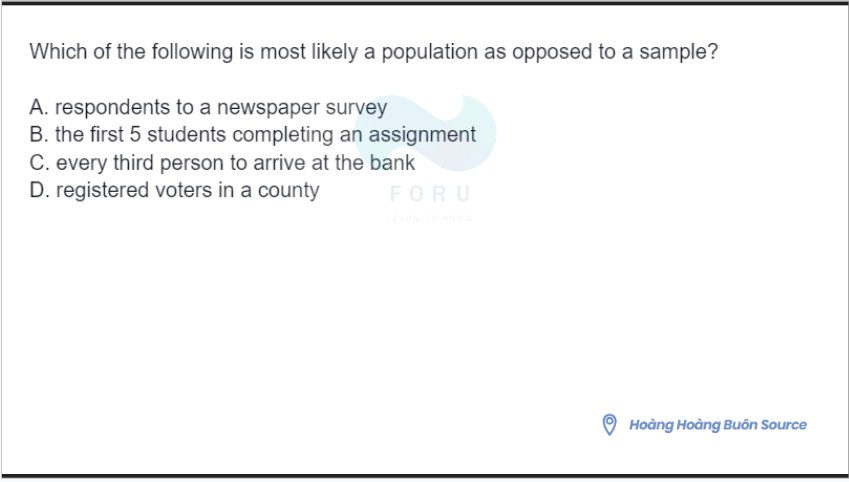 Which of the following is most likely a population as opposed to a sample?
A. respondents to a newspaper survey
B. the first 5 students completing an assignment
C. every third person to arrive at the bank
D. registered voters in a county
FORU
Hoàng Hoàng Buôn Source